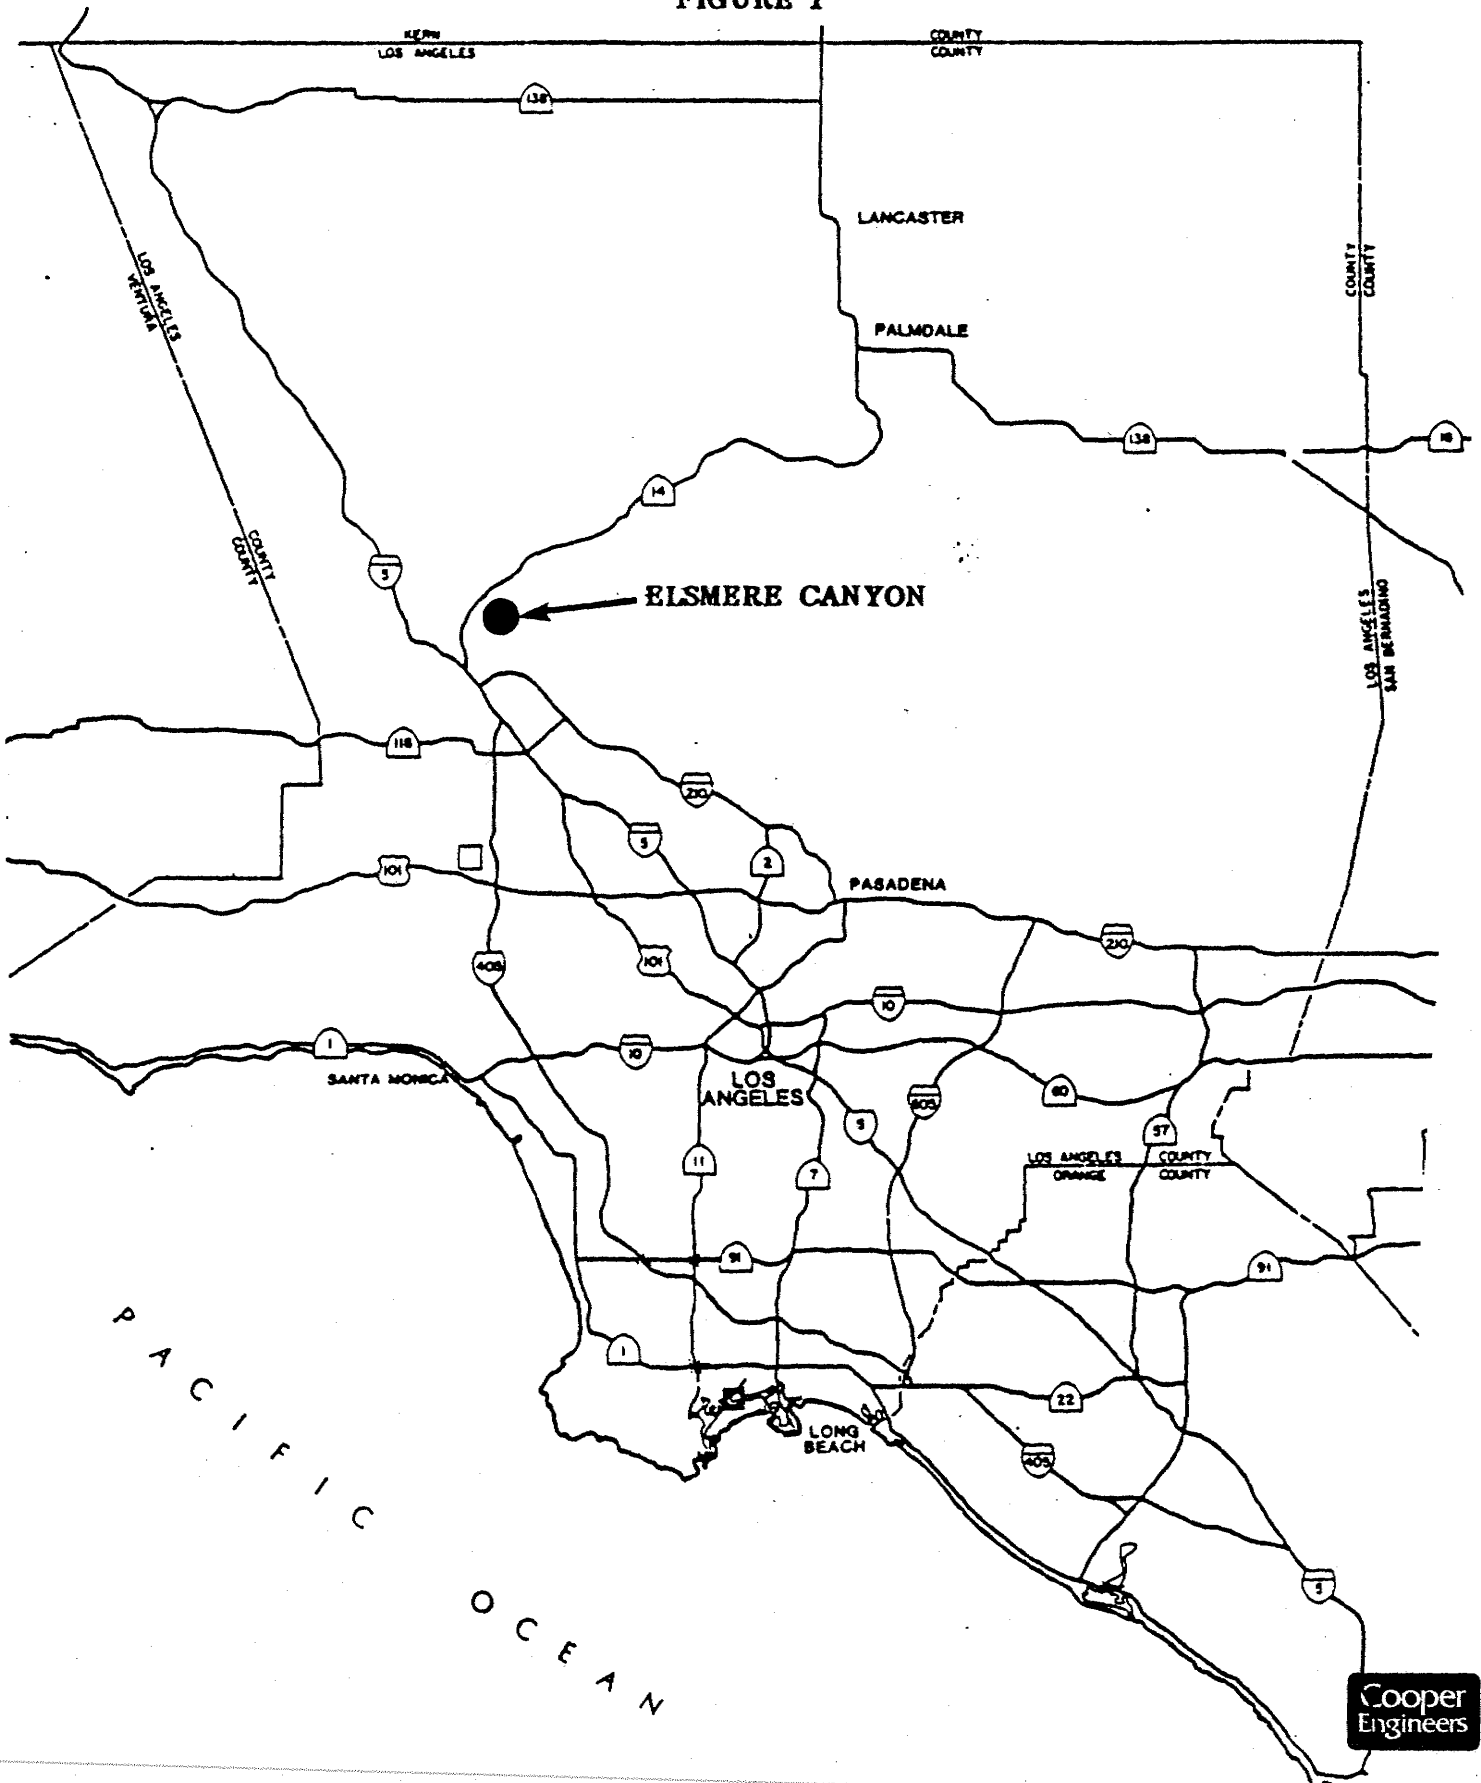 FIGURE 1
KERN COUNTY
LOS ANGELES COUNTY
138
LANCASTER
LOS ANGELES COUNTY
VENTURA COUNTY
COUNTY
COUNTY
PALMDALE
138
18
14
5
ELSMERE CANYON
LOS ANGELES
SAN BERNADINO
118
210
5
2
101
PASADENA
210
405
101
10
1
10
SANTA MONICA
LOS
ANGELES
60
605
5
57
11
7
LOS ANGELES COUNTY
ORANGE COUNTY
91
91
1
22
LONG
BEACH
405
PACIFIC
OCEAN
5
Cooper
Engineers